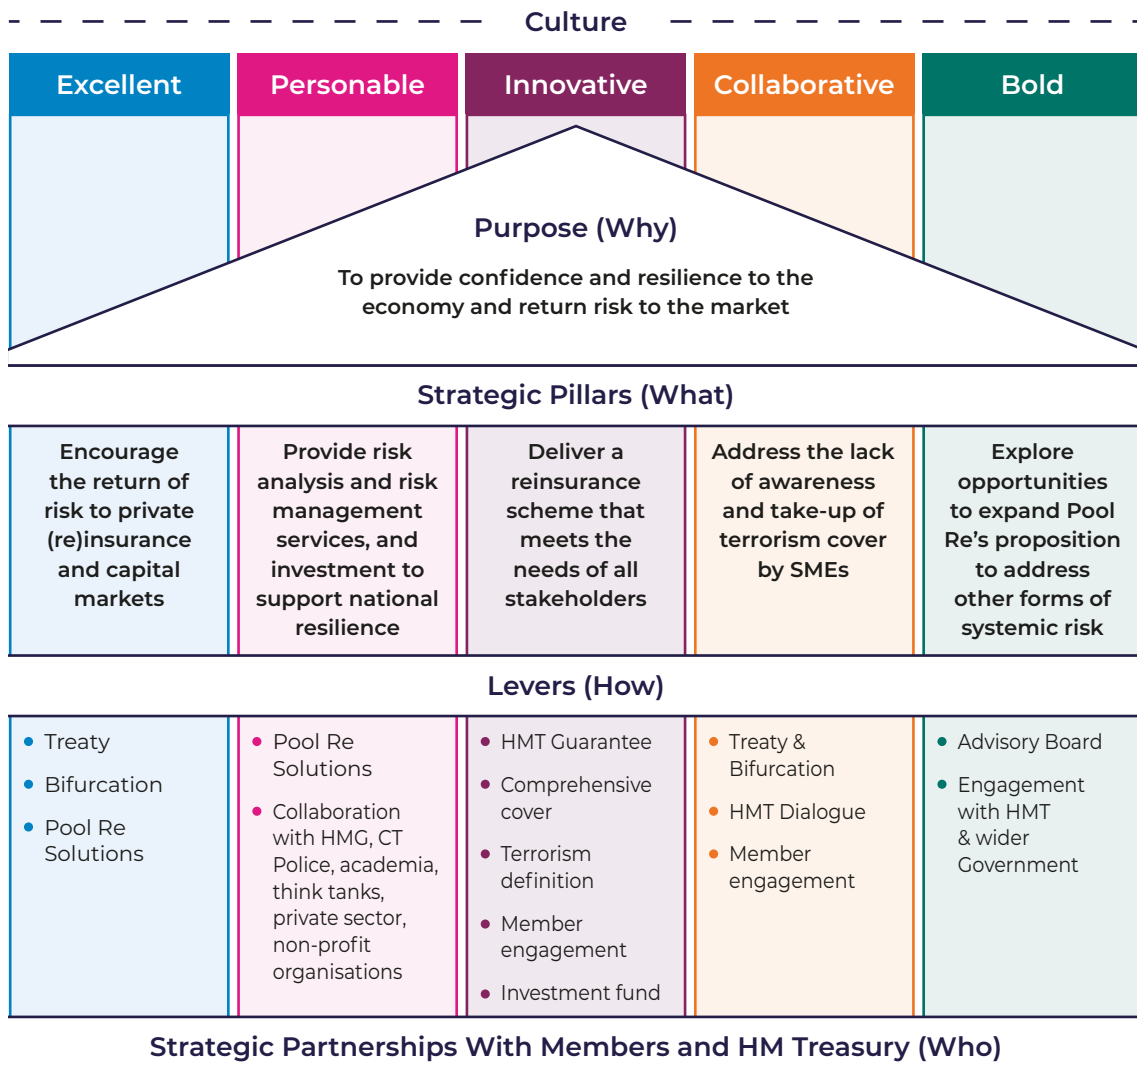 Culture
Excellent
Personable
Innovative
Collaborative
Bold
Purpose (Why)
To provide confidence and resilience to the
economy and return risk to the market
Strategic Pillars (What)
Encourage
the return of
risk to private
(re)insurance
and capital
markets
Provide risk
analysis and risk
management
services, and
investment to
support national
resilience
Deliver a
reinsurance
scheme that
meets the
needs of all
stakeholders
Address the lack
of awareness
and take-up of
terrorism cover
by SMEs
Explore
opportunities
to expand Pool
Re’s proposition
to address
other forms of
systemic risk
Levers (How)
• Treaty
• Bifurcation
• Pool Re
Solutions
• Pool Re
Solutions
• Collaboration
with HMG, CT
Police, academia,
think tanks,
private sector,
non-profit
organisations
• HMT Guarantee
• Comprehensive
cover
• Terrorism
definition
• Member
engagement
• Investment fund
• Treaty &
Bifurcation
• HMT Dialogue
• Member
engagement
• Advisory Board
• Engagement
with HMT
& wider
Government
Strategic Partnerships With Members and HM Treasury (Who)